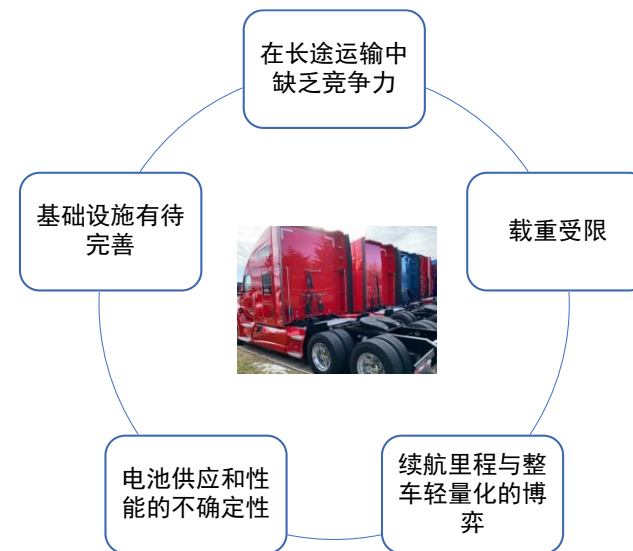 在长途运输中
缺乏竞争力
基础设施有待
完善
载重受限
电池供应和性
能的不确定性
续航里程与整
车轻量化的博
弈